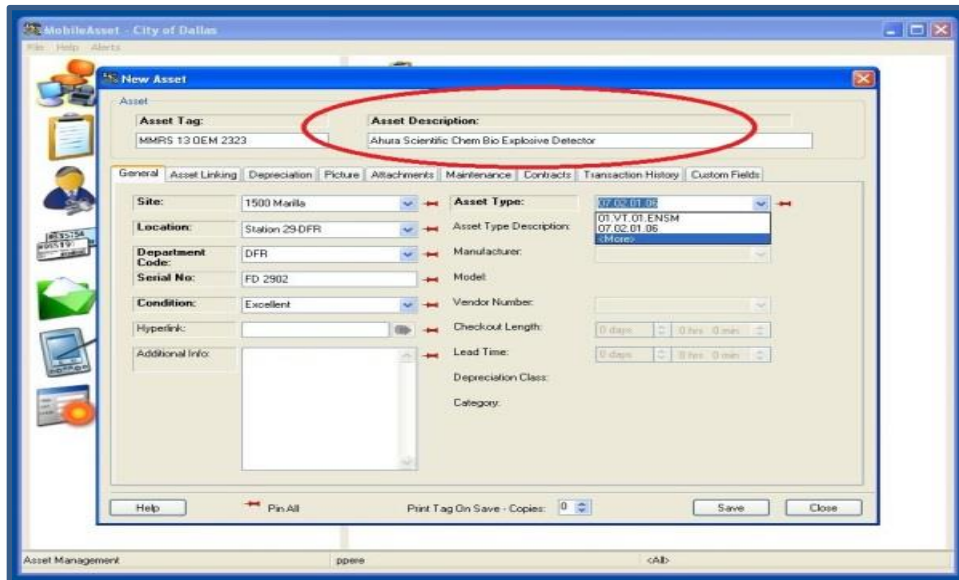 MobileAsset - City of Dallas
File Help Alerts
New Asset
Asset
Asset Tag: Asset Description:
MMRS 13 OEM 2323 Ahura Scientific Chem Bio Explosive Detector
General Asset Linking Depreciation Picture Attachments Maintenance Contracts Transaction History Custom Fields
Site: 1500 Marilla Asset Type: 07.02.01.06
01.VT.01.ENSM
Location: Station 29-DFR Asset Type Description: 07.02.01.06
<More>
Department Code: DFR Manufacturer:
Serial No: FD 2902 Model:
Condition: Excellent Vendor Number:
Hyperlink: Checkout Length: 0 days 0 hrs 0 min
Additional Info: Lead Time: 0 days 0 hrs 0 min
Depreciation Class:
Category:
Help Pin All Print Tag On Save - Copies: 0 Save Close
Asset Management ppere <All>